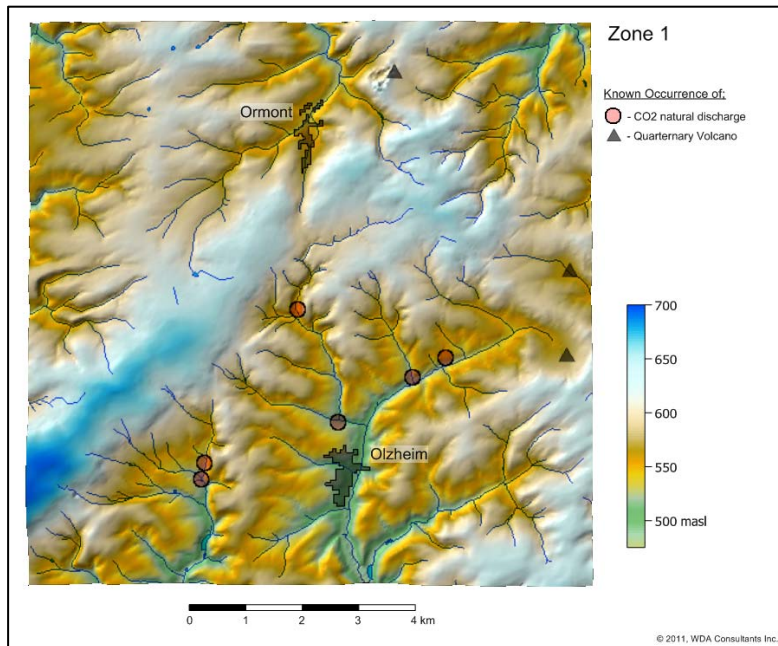 Zone 1
Known Occurrence of:
- CO2 natural discharge
- Quarternary Volcano
Ormont
Olzheim
700
650
600
550
500 masl
0 1 2 3 4 km
© 2011, WDA Consultants Inc.